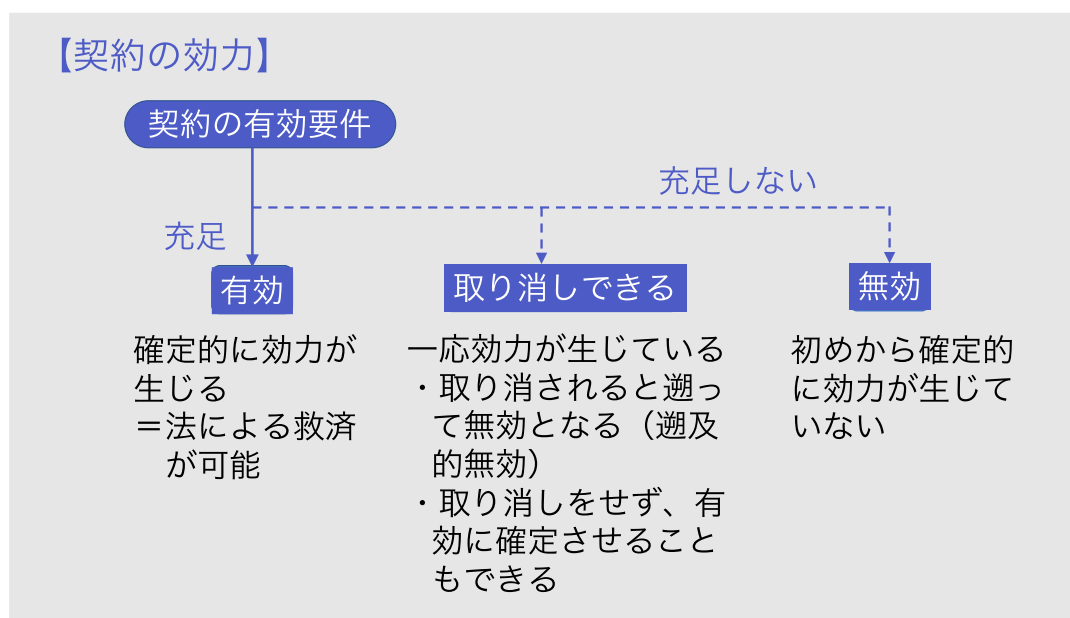 【契約の効力】
契約の有効要件
充足しない
充足
有効
確定的に効力が
生じる
＝法による救済
が可能
取り消しできる
一応効力が生じている
・取り消されると遡っ
て無効となる（遡及
的無効）
・取り消しをせず、有
効に確定させること
もできる
無効
初めから確定的
に効力が生じて
いない